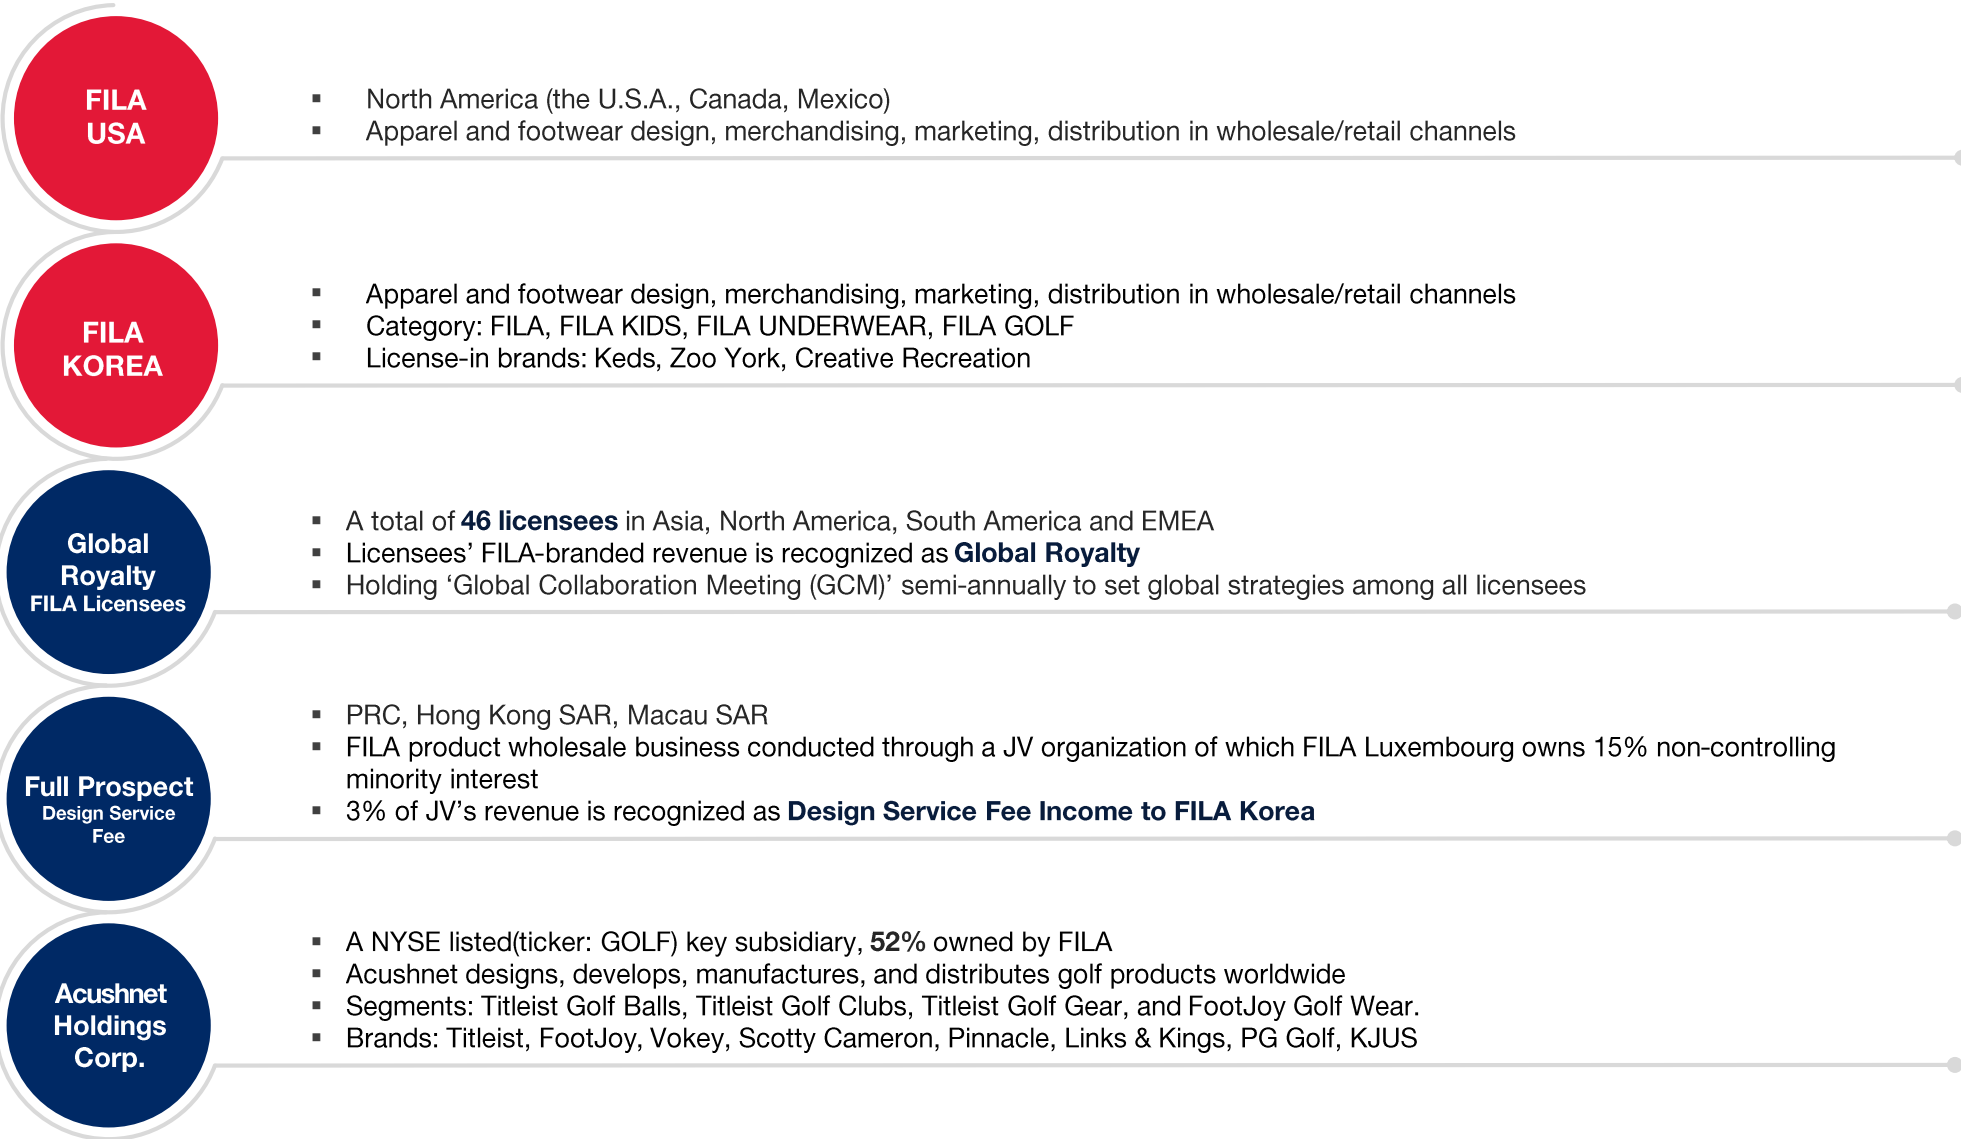 FILA
USA
▪ North America (the U.S.A., Canada, Mexico)
▪ Apparel and footwear design, merchandising, marketing, distribution in wholesale/retail channels
FILA
KOREA
▪ Apparel and footwear design, merchandising, marketing, distribution in wholesale/retail channels
▪ Category: FILA, FILA KIDS, FILA UNDERWEAR, FILA GOLF
▪ License-in brands: Keds, Zoo York, Creative Recreation
Global
Royalty
FILA Licensees
▪ A total of 46 licensees in Asia, North America, South America and EMEA
▪ Licensees’ FILA-branded revenue is recognized as Global Royalty
▪ Holding ‘Global Collaboration Meeting (GCM)’ semi-annually to set global strategies among all licensees
Full Prospect
Design Service
Fee
▪ PRC, Hong Kong SAR, Macau SAR
▪ FILA product wholesale business conducted through a JV organization of which FILA Luxembourg owns 15% non-controlling
minority interest
▪ 3% of JV’s revenue is recognized as Design Service Fee Income to FILA Korea
Acushnet
Holdings
Corp.
▪ A NYSE listed(ticker: GOLF) key subsidiary, 52% owned by FILA
▪ Acushnet designs, develops, manufactures, and distributes golf products worldwide
▪ Segments: Titleist Golf Balls, Titleist Golf Clubs, Titleist Golf Gear, and FootJoy Golf Wear.
▪ Brands: Titleist, FootJoy, Vokey, Scotty Cameron, Pinnacle, Links & Kings, PG Golf, KJUS